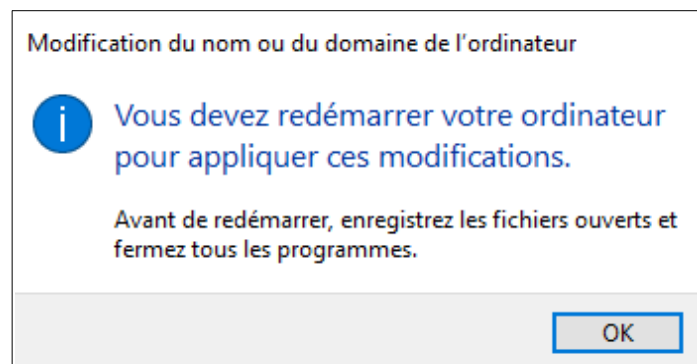 Modification du nom ou du domaine de l’ordinateur
Vous devez redémarrer votre ordinateur
pour appliquer ces modifications.
Avant de redémarrer, enregistrez les fichiers ouverts et
fermez tous les programmes.
OK